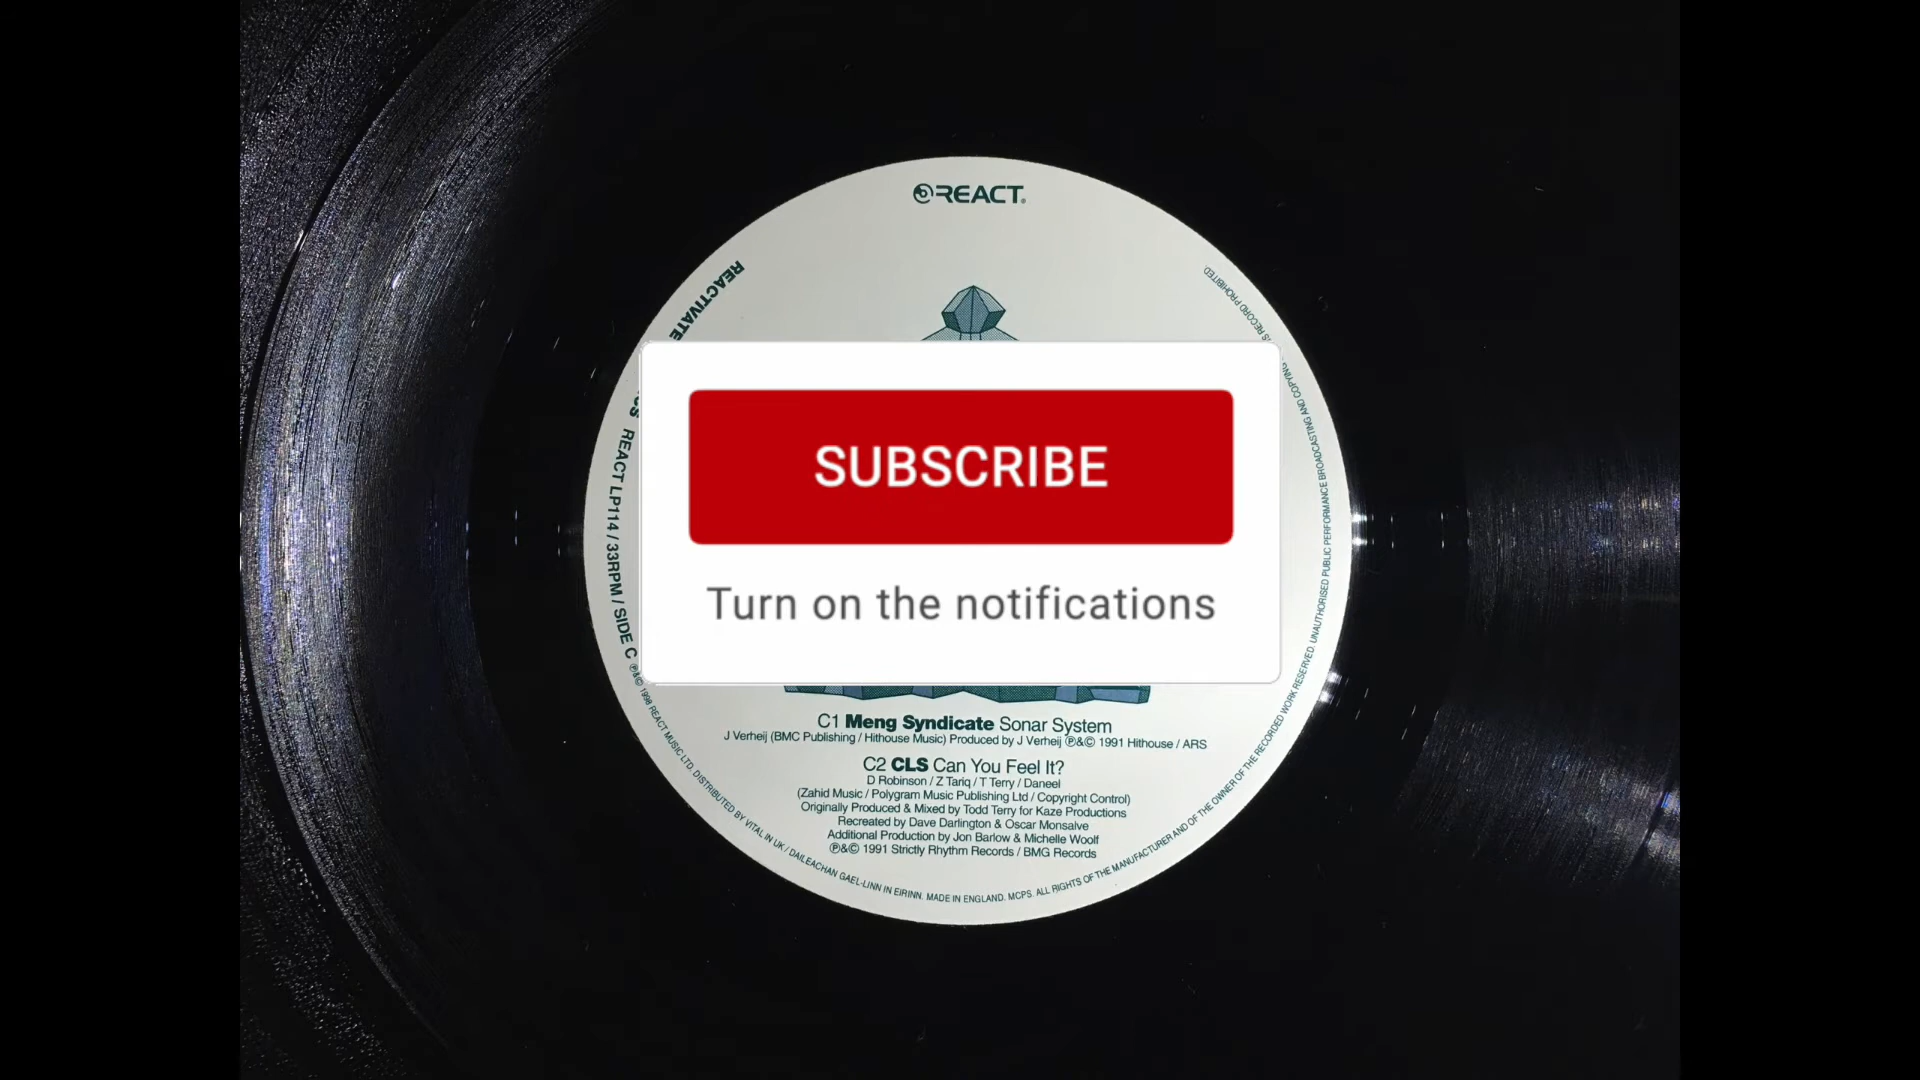 REACT
REACTIVATE
REACT LP114 / 33RPM / SIDE C
SUBSCRIBE
Turn on the notifications
C1 Meng Syndicate Sonar System
J Verheij (BMC Publishing / Hithouse Music) Produced by J Verheij ℗&© 1991 Hithouse / ARS
C2 CLS Can You Feel It?
D Robinson / Z Tariq / T Terry / Daneel
(Zahid Music / Polygram Music Publishing Ltd / Copyright Control)
Originally Produced & Mixed by Todd Terry for Kaze Productions
Recreated by Dave Darlington & Oscar Monsalve
Additional Production by Jon Barlow & Michelle Woolf
℗&© 1991 Strictly Rhythm Records / BMG Records
℗&© 1998 REACT MUSIC LTD. DISTRIBUTED BY VITAL IN UK / DAILEACHAN GAEL-LINN IN EIRINN. MADE IN ENGLAND. MCPS. ALL RIGHTS OF THE MANUFACTURER AND OF THE OWNER OF THE RECORDED WORK RESERVED. UNAUTHORISED PUBLIC PERFORMANCE BROADCASTING AND COPYING IS RECORD PROHIBITED.